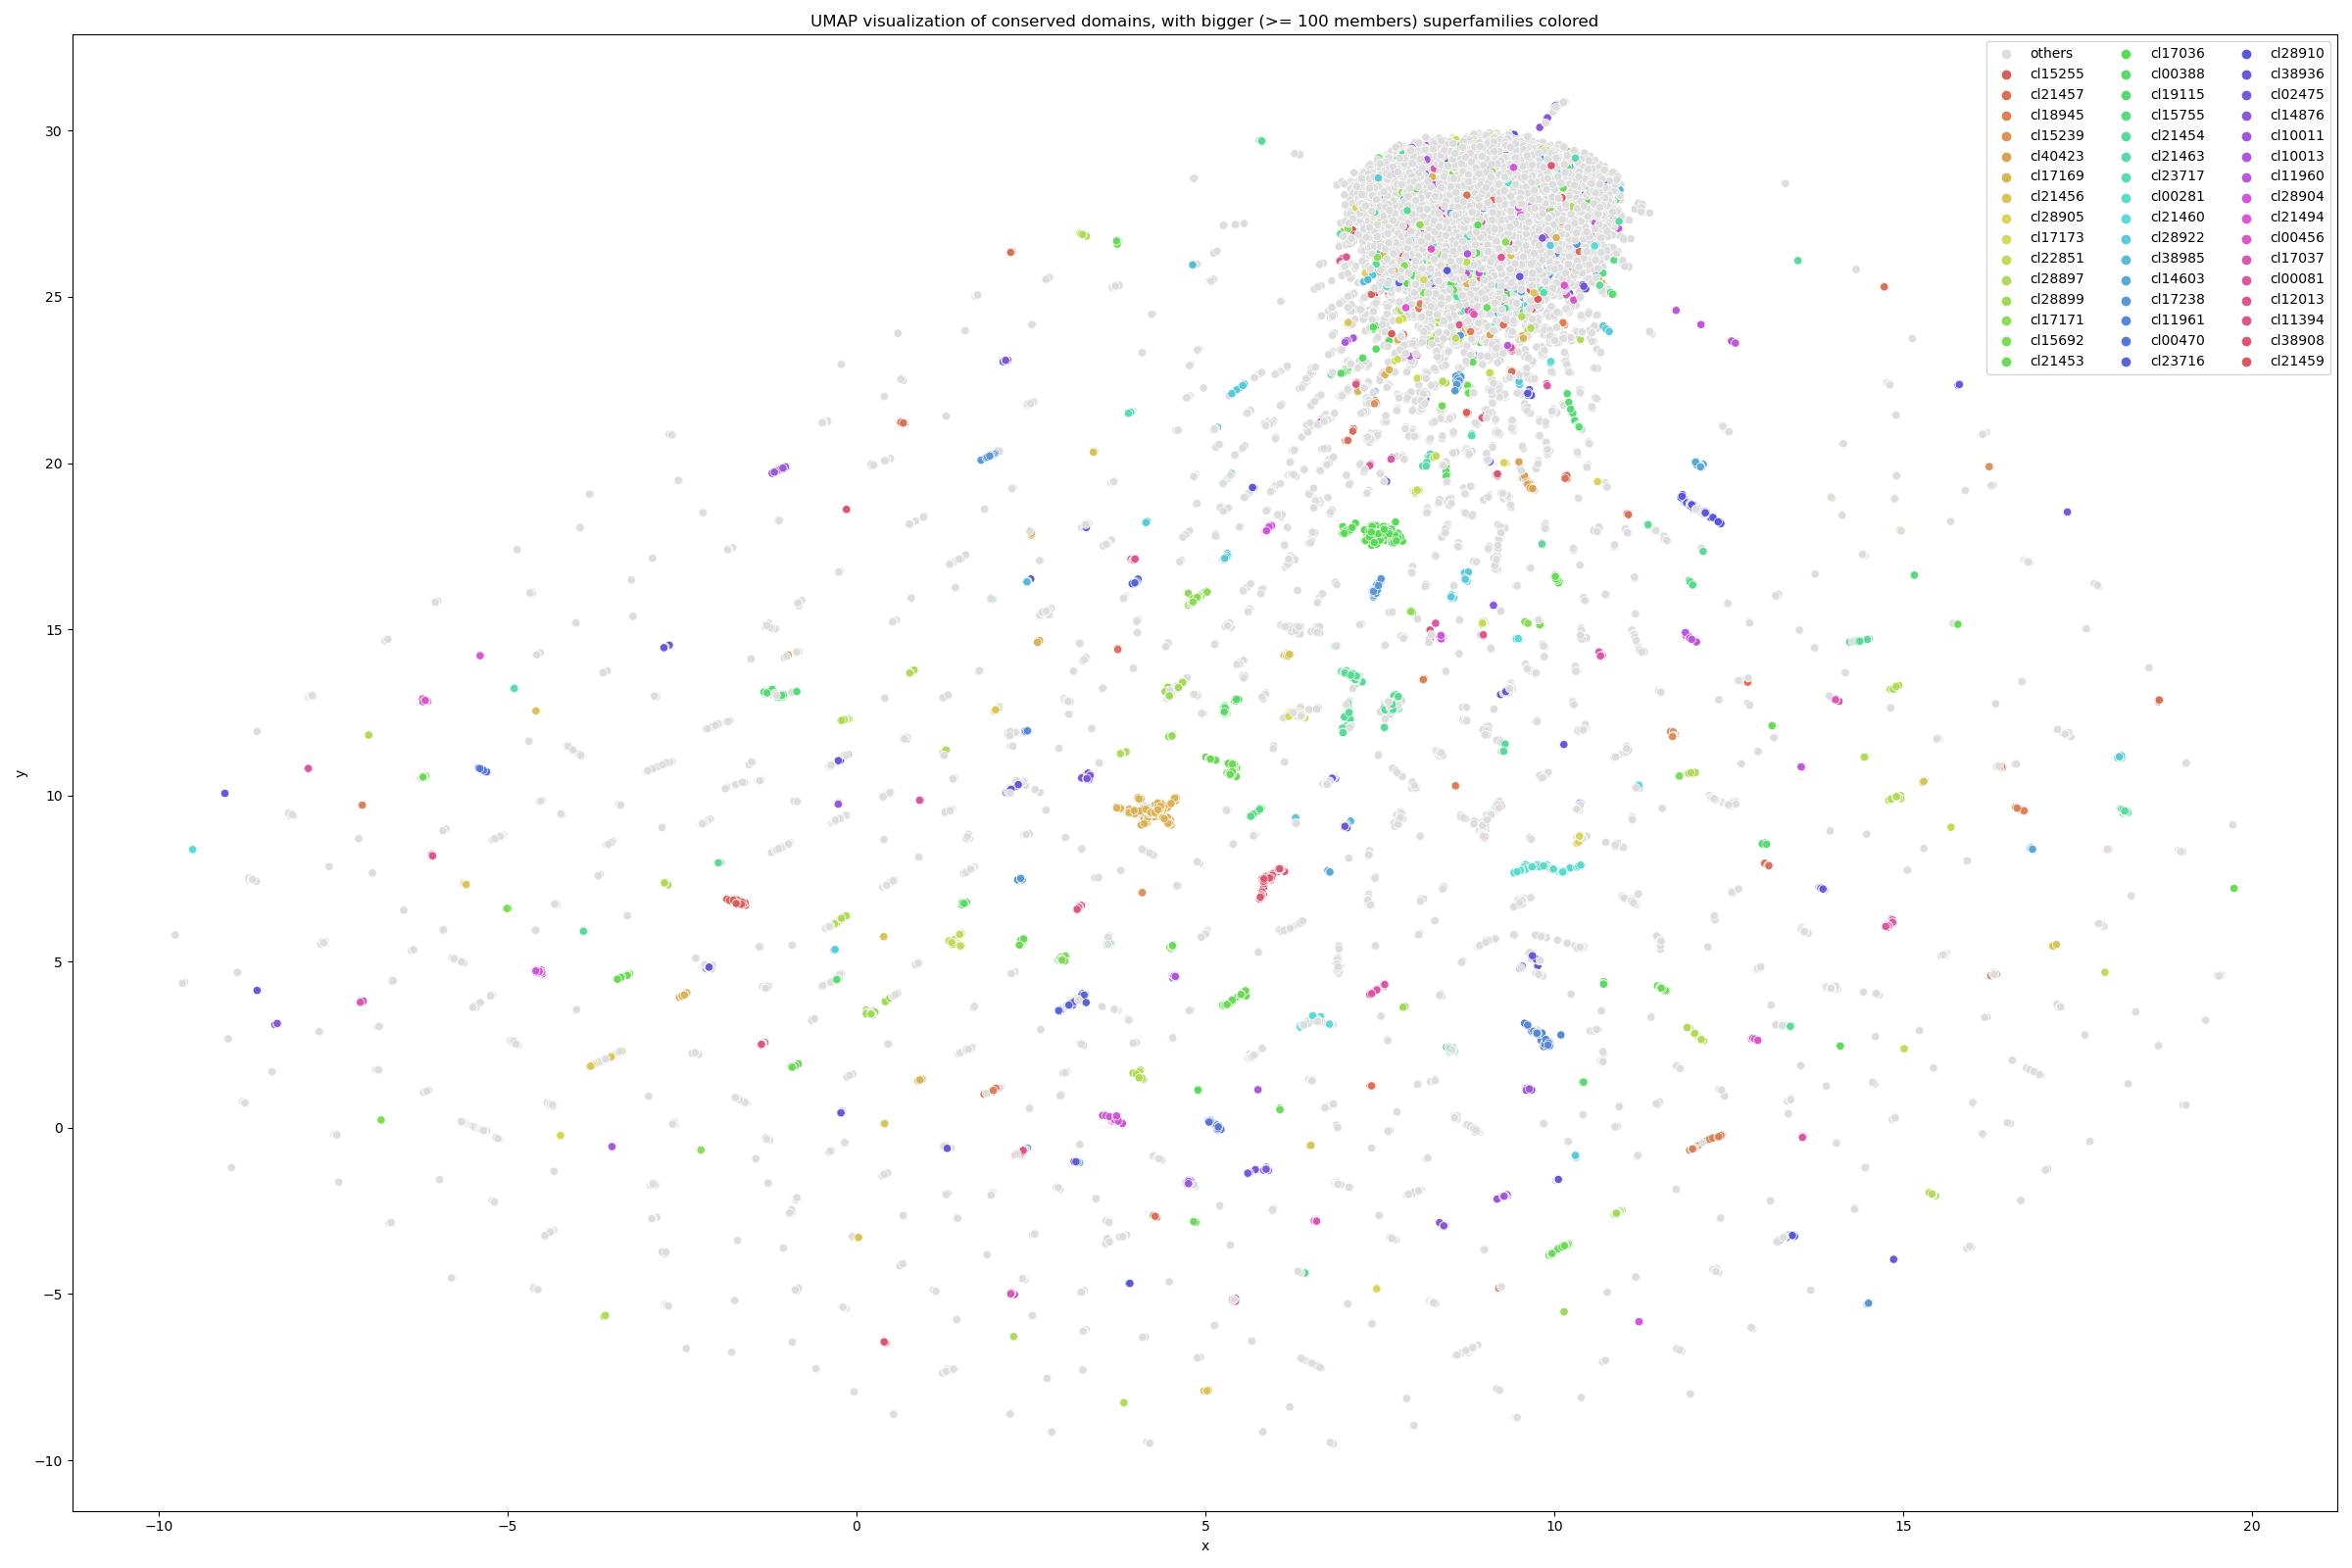 UMAP visualization of conserved domains, with bigger (>= 100 members) superfamilies colored
others
cl15255
cl21457
cl18945
cl15239
cl40423
cl17169
cl21456
cl28905
cl17173
cl22851
cl28897
cl28899
cl17171
cl15692
cl21453
cl17036
cl00388
cl19115
cl15755
cl21454
cl21463
cl23717
cl00281
cl21460
cl28922
cl38985
cl14603
cl17238
cl11961
cl00470
cl23716
cl28910
cl38936
cl02475
cl14876
cl10011
cl10013
cl11960
cl28904
cl21494
cl00456
cl17037
cl00081
cl12013
cl11394
cl38908
cl21459
30
25
20
15
10
5
0
−5
−10
y
−10
−5
0
5
10
15
20
x